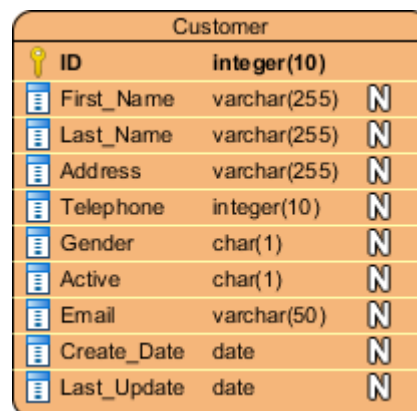 Customer
ID integer(10)
First_Name varchar(255) N
Last_Name varchar(255) N
Address varchar(255) N
Telephone integer(10) N
Gender char(1) N
Active char(1) N
Email varchar(50) N
Create_Date date N
Last_Update date N